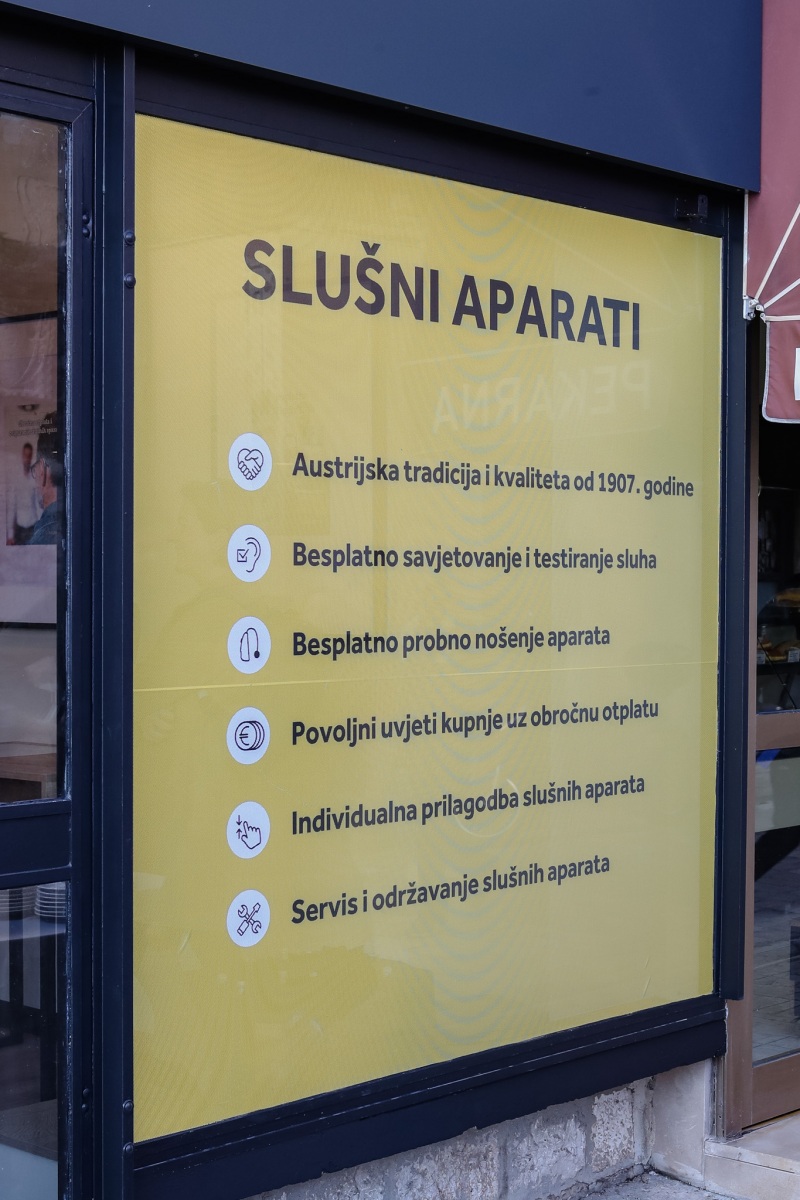 SLUŠNI APARATI
PEKARNA
Austrijska tradicija i kvaliteta od 1907. godine
Besplatno savjetovanje i testiranje sluha
Besplatno probno nošenje aparata
Povoljni uvjeti kupnje uz obročnu otplatu
Individualna prilagodba slušnih aparata
Servis i održavanje slušnih aparata